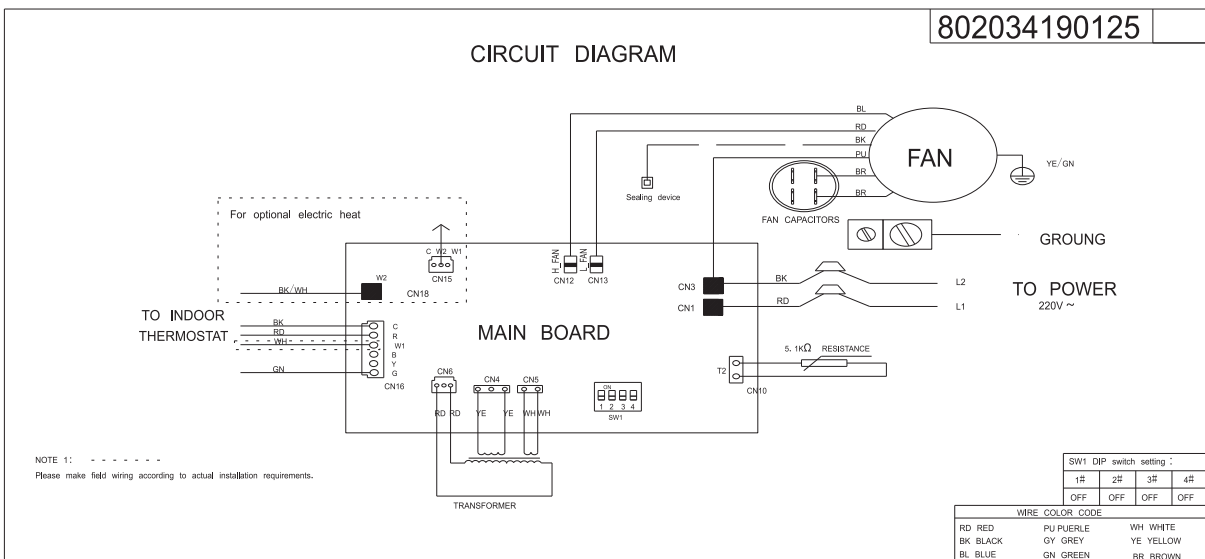 802034190125
CIRCUIT DIAGRAM
BL
RD
BK
PU
BR
BR
FAN
YE/GN
Sealing device
FAN CAPACITORS
For optional electric heat
GROUNG
C W2 W1
CN15
H_FAN
L_FAN
CN12
CN13
W2
BK/WH
CN18
CN3
BK
L2
CN1
RD
L1
TO POWER
220V ~
TO INDOOR
THERMOSTAT
BK
C
RD
R
WH
W1
B
Y
GN
G
CN16
MAIN BOARD
5.1KΩ RESISTANCE
T2
CN10
CN6
CN4
CN5
ON
1 2 3 4
SW1
RD RD YE YE WH WH
TRANSFORMER
NOTE 1: - - - - - - -
Please make field wiring according to actual installation requirements.
SW1 DIP switch setting :
1# 2# 3# 4#
OFF OFF OFF OFF
WIRE COLOR CODE
RD RED PU PUERLE WH WHITE
BK BLACK GY GREY YE YELLOW
BL BLUE GN GREEN BR BROWN